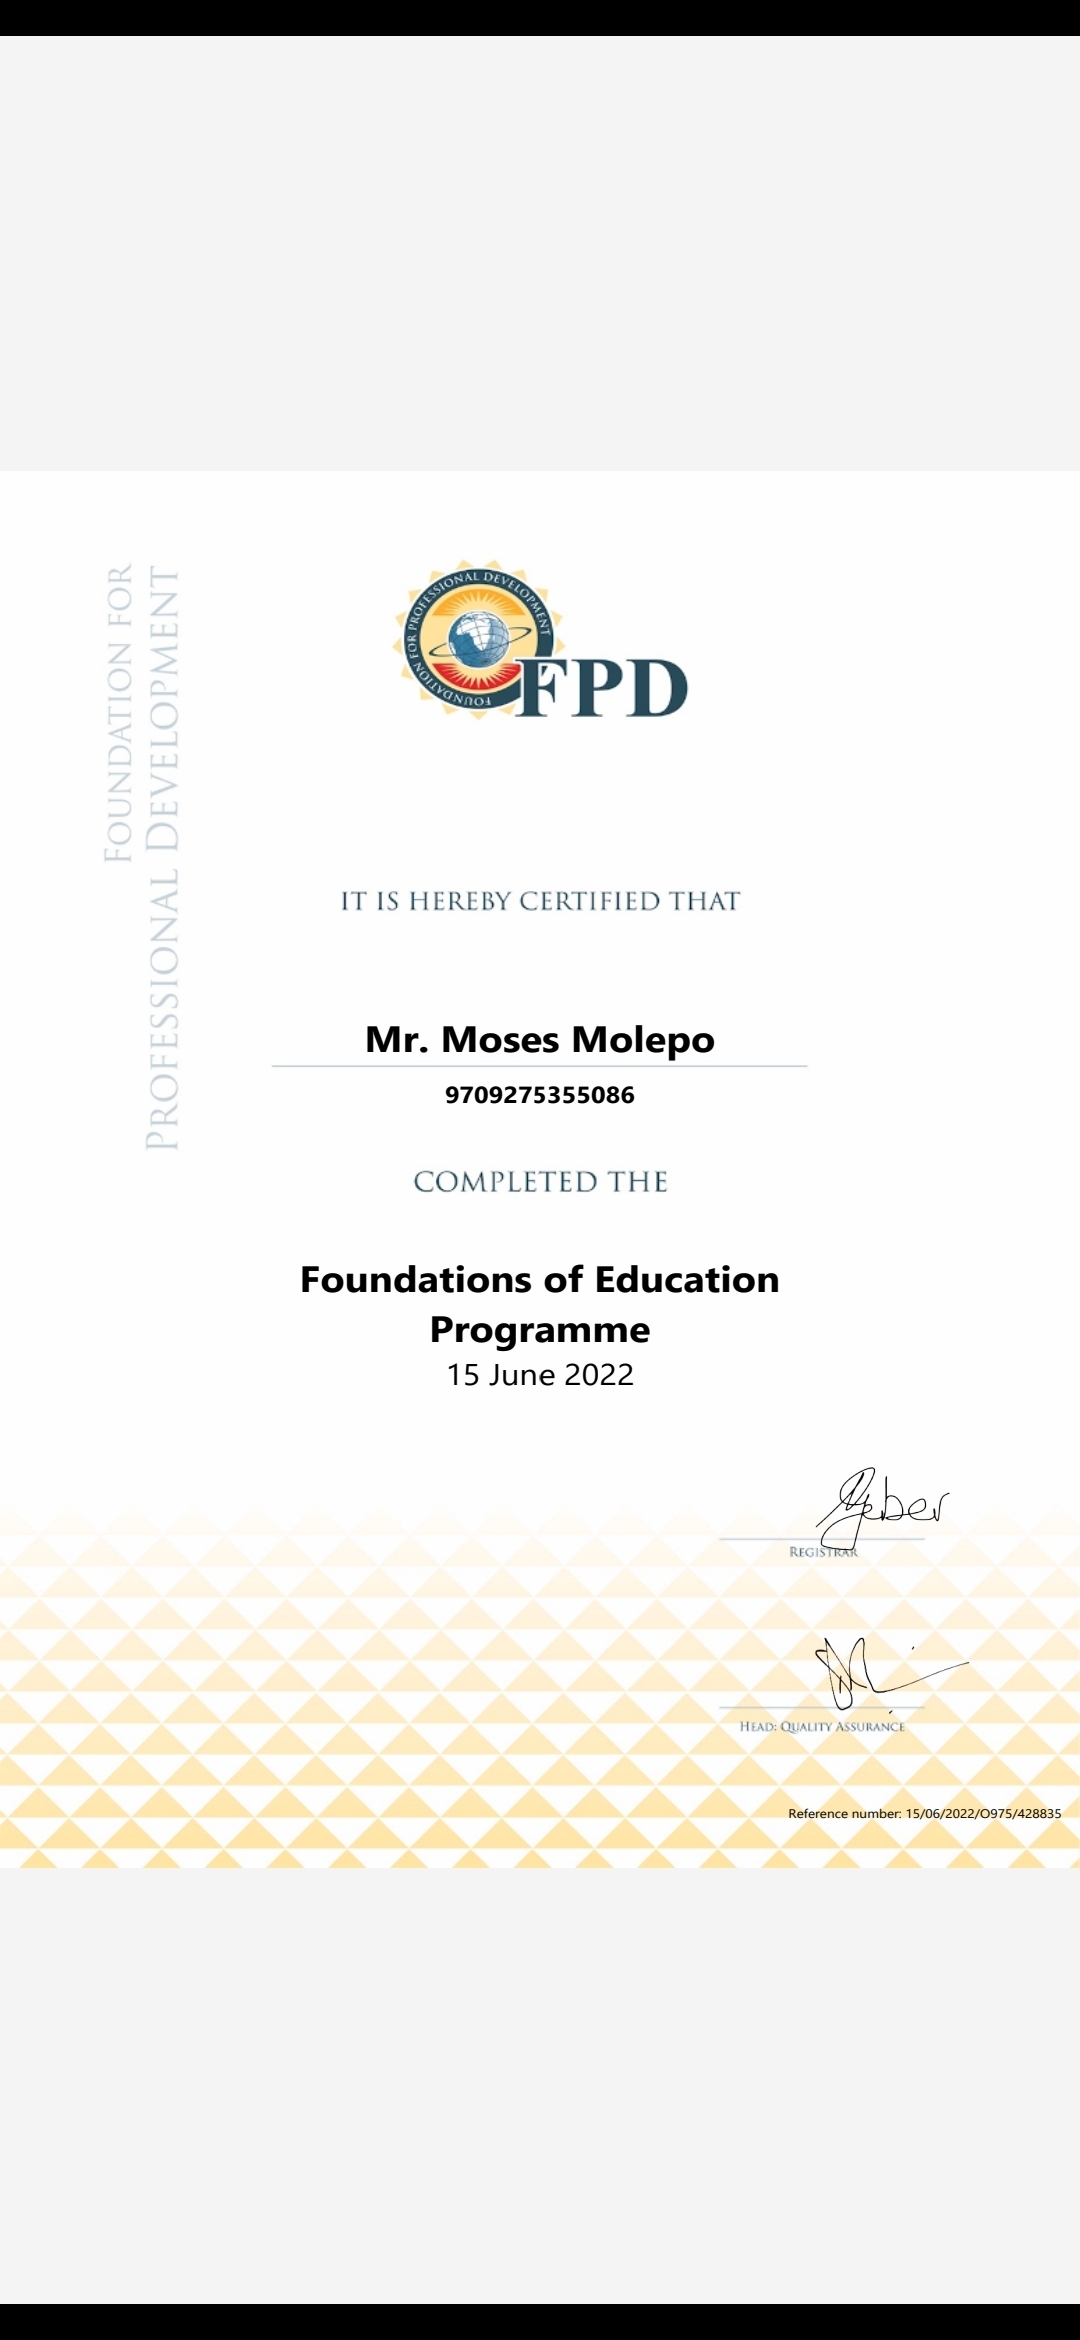 FOUNDATION FOR
PROFESSIONAL DEVELOPMENT
FOUNDATION FOR PROFESSIONAL DEVELOPMENT
FPD
IT IS HEREBY CERTIFIED THAT
Mr. Moses Molepo
9709275355086
COMPLETED THE
Foundations of Education
Programme
15 June 2022
REGISTRAR
HEAD: QUALITY ASSURANCE
Reference number: 15/06/2022/O975/428835